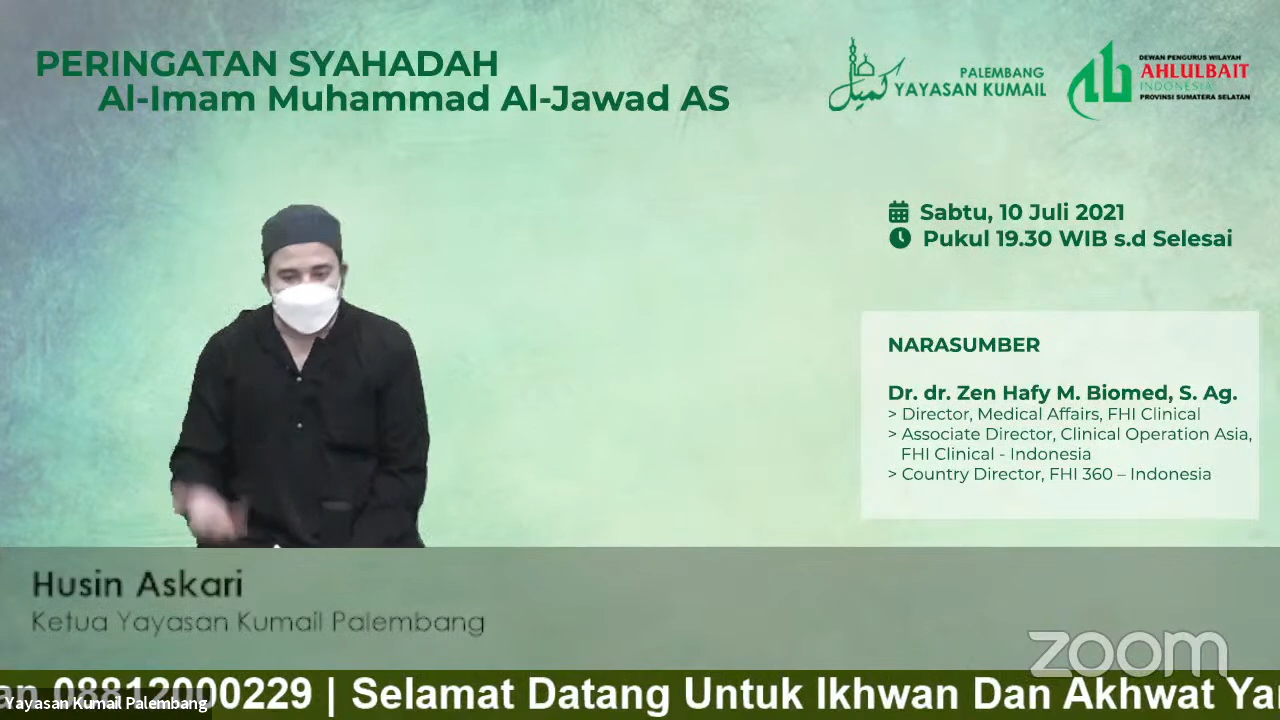 PERINGATAN SYAHADAH
Al-Imam Muhammad Al-Jawad AS
كميل
PALEMBANG
YAYASAN KUMAIL
DEWAN PENGURUS WILAYAH
AHLULBAIT
INDONESIA
PROVINSI SUMATERA SELATAN
Sabtu, 10 Juli 2021
Pukul 19.30 WIB s.d Selesai
NARASUMBER
Dr. dr. Zen Hafy M. Biomed, S. Ag.
> Director, Medical Affairs, FHI Clinical
> Associate Director, Clinical Operation Asia,
FHI Clinical - Indonesia
> Country Director, FHI 360 – Indonesia
Husin Askari
Ketua Yayasan Kumail Palembang
zoom
08812000229 | Selamat Datang Untuk Ikhwan Dan Akhwat
Yayasan Kumail Palembang